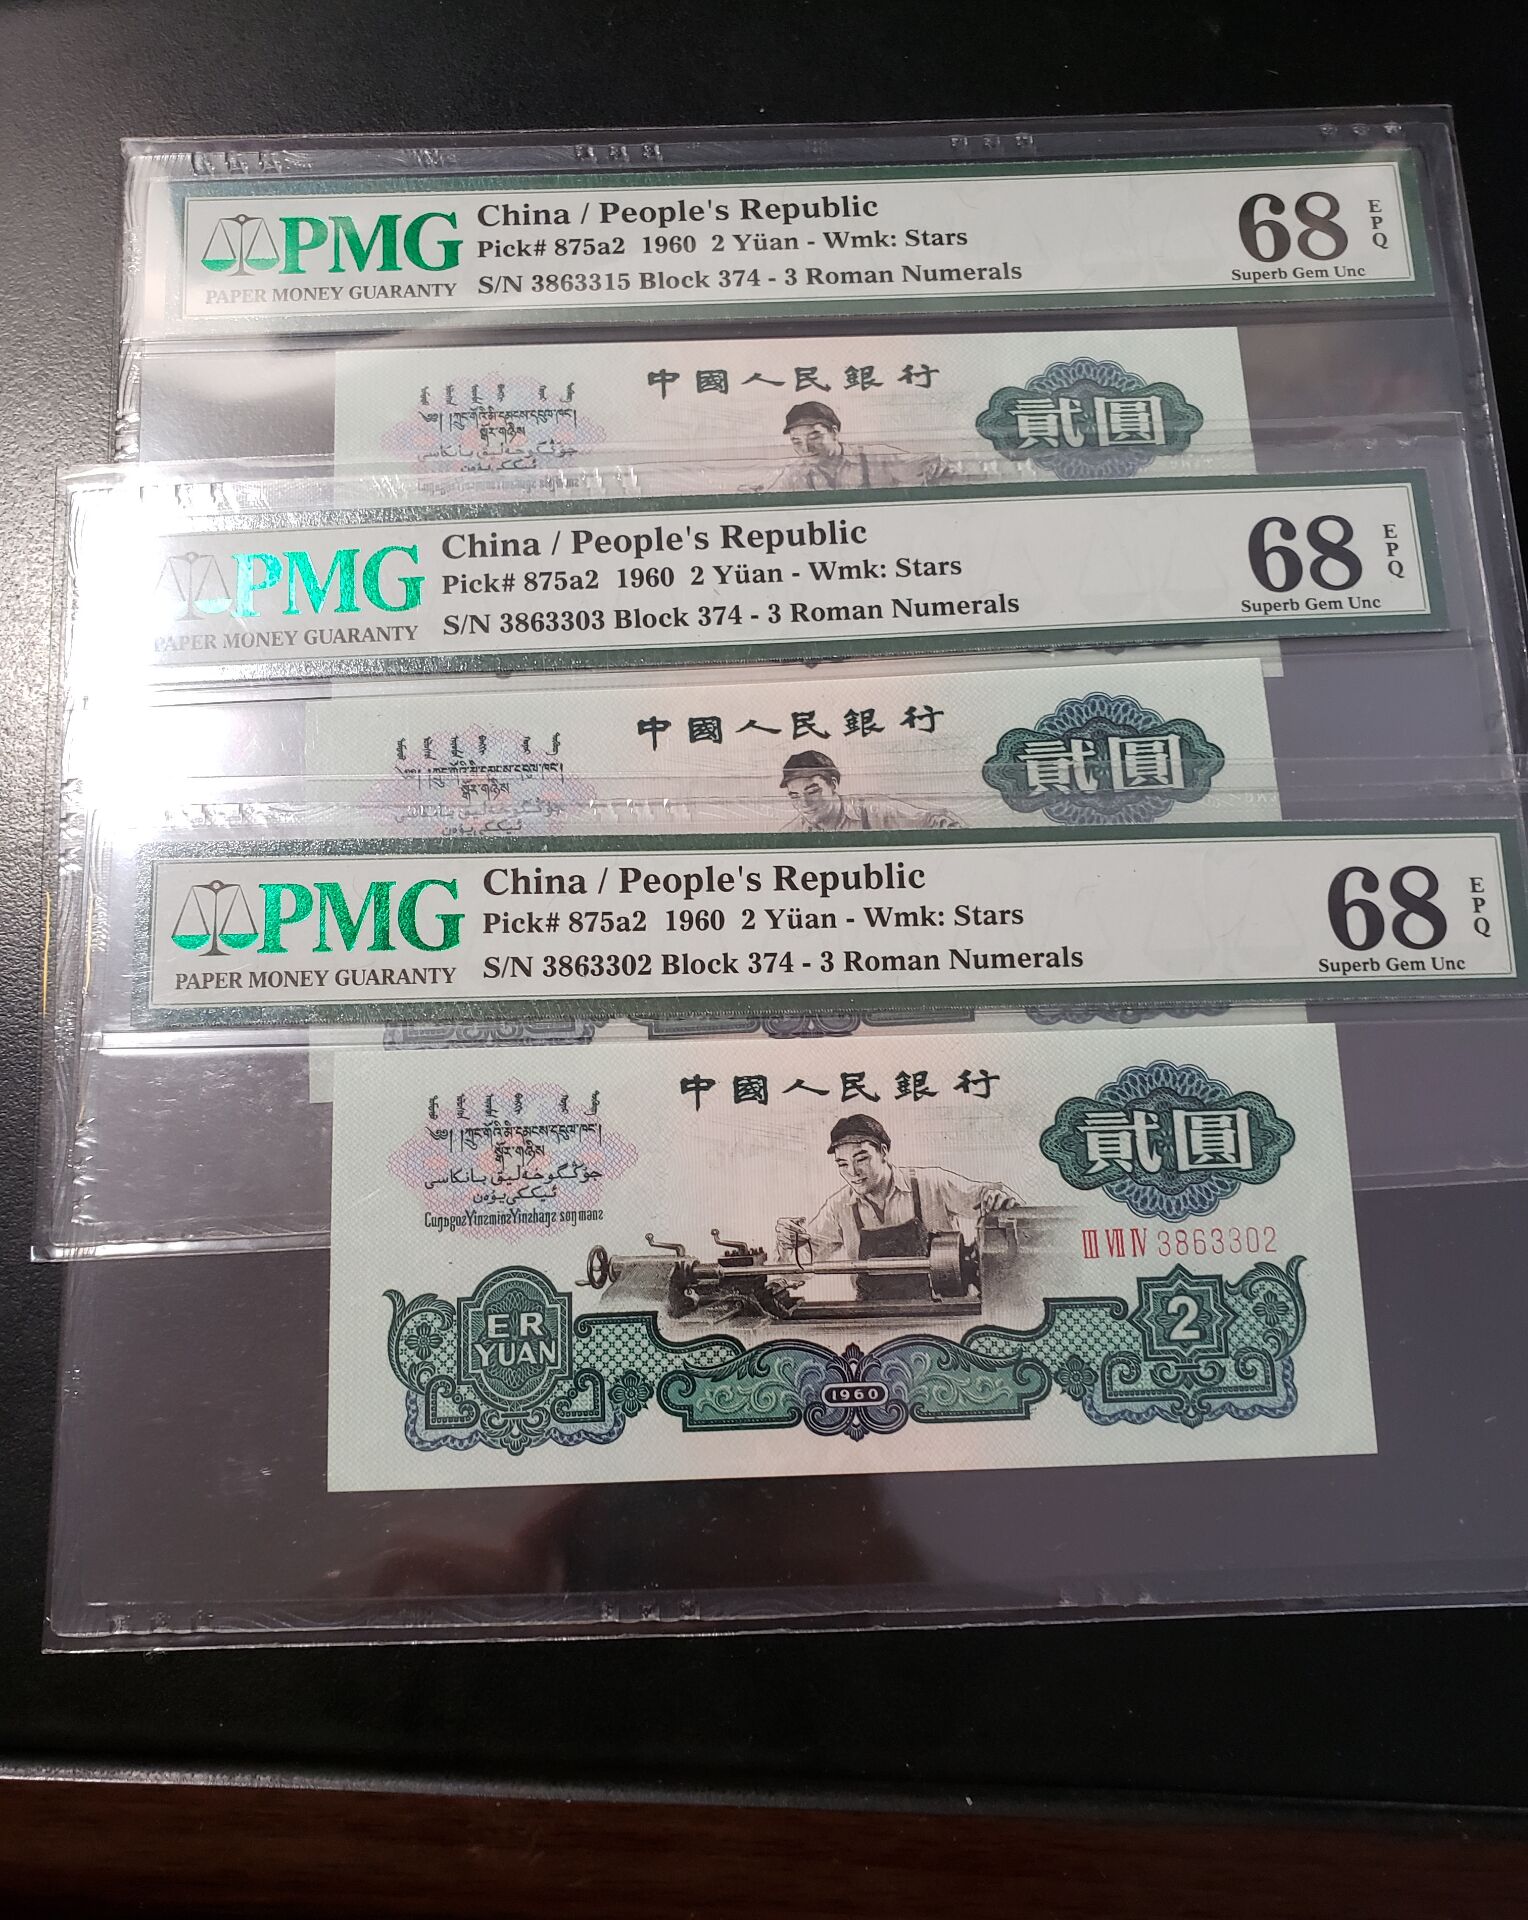 PMG
PAPER MONEY GUARANTY
China / People's Republic
Pick# 875a2 1960 2 Yüan - Wmk: Stars
S/N 3863315 Block 374 - 3 Roman Numerals
68
EPQ
Superb Gem Unc
中國人民銀行
貳圓
PMG
PAPER MONEY GUARANTY
China / People's Republic
Pick# 875a2 1960 2 Yüan - Wmk: Stars
S/N 3863303 Block 374 - 3 Roman Numerals
68
EPQ
Superb Gem Unc
中國人民銀行
貳圓
PMG
PAPER MONEY GUARANTY
China / People's Republic
Pick# 875a2 1960 2 Yüan - Wmk: Stars
S/N 3863302 Block 374 - 3 Roman Numerals
68
EPQ
Superb Gem Unc
中國人民銀行
貳圓
III VII IV 3863302
ER
YUAN
1960
2